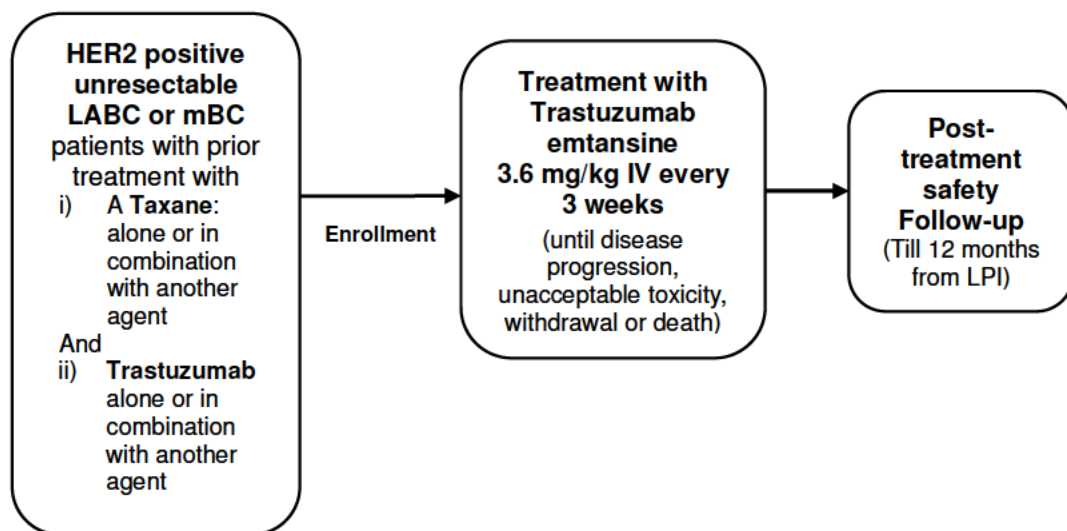 HER2 positive
unresectable
LABC or mBC
patients with prior
treatment with
i) A Taxane:
alone or in
combination
with another
agent
And
ii) Trastuzumab
alone or in
combination
with another
agent
Enrollment
Treatment with
Trastuzumab
emtansine
3.6 mg/kg IV every
3 weeks
(until disease
progression,
unacceptable toxicity,
withdrawal or death)
Post-
treatment
safety
Follow-up
(Till 12 months
from LPI)